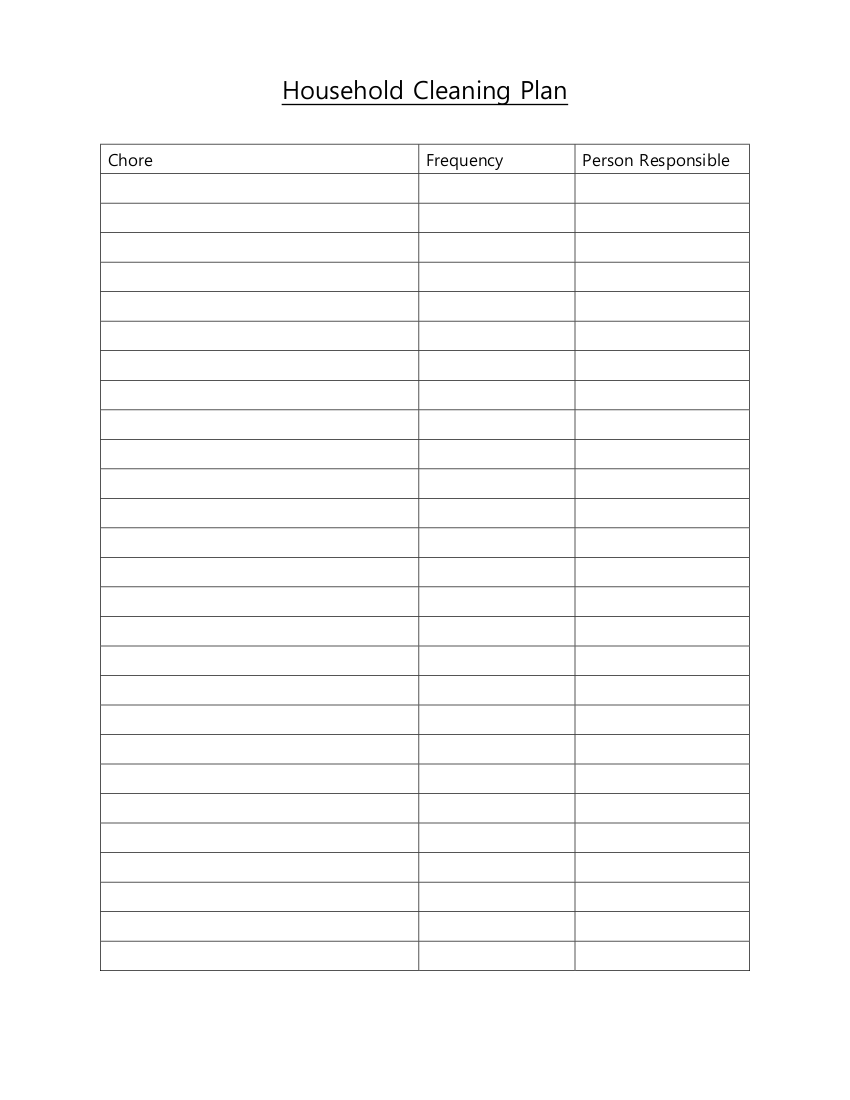 Household Cleaning Plan
Chore Frequency Person Responsible